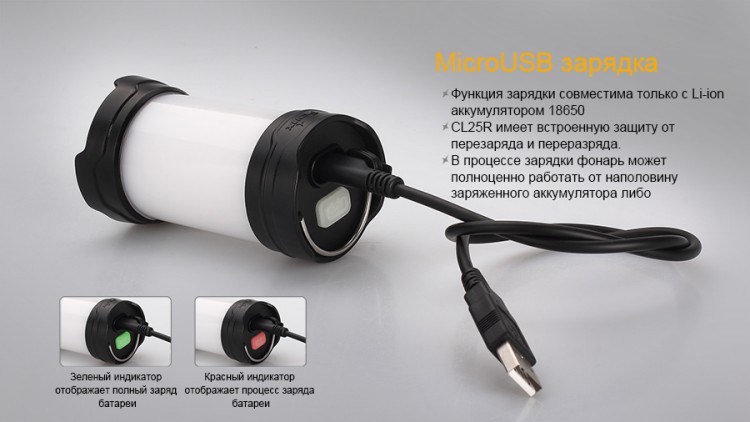 MicroUSB зарядка
Функция зарядки совместима только с Li-ion
аккумулятором 18650
CL25R имеет встроенную защиту от
перезаряда и переразряда.
В процессе зарядки фонарь может
полноценно работать от наполовину
заряженного аккумулятора либо
Зеленый индикатор
отображает полный заряд
батареи
Красный индикатор
отображает процесс заряда
батареи